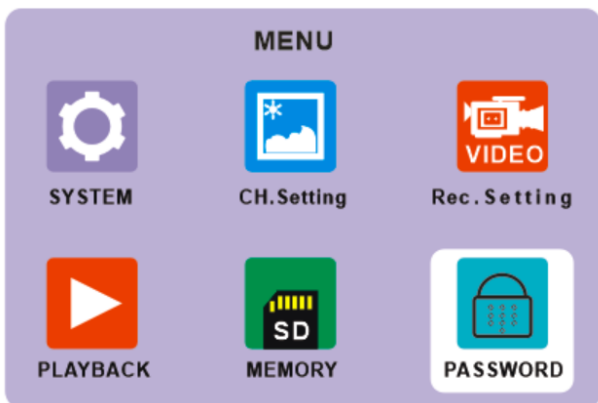 MENU
VIDEO
SYSTEM CH.Setting Rec.Setting
SD
PLAYBACK MEMORY PASSWORD